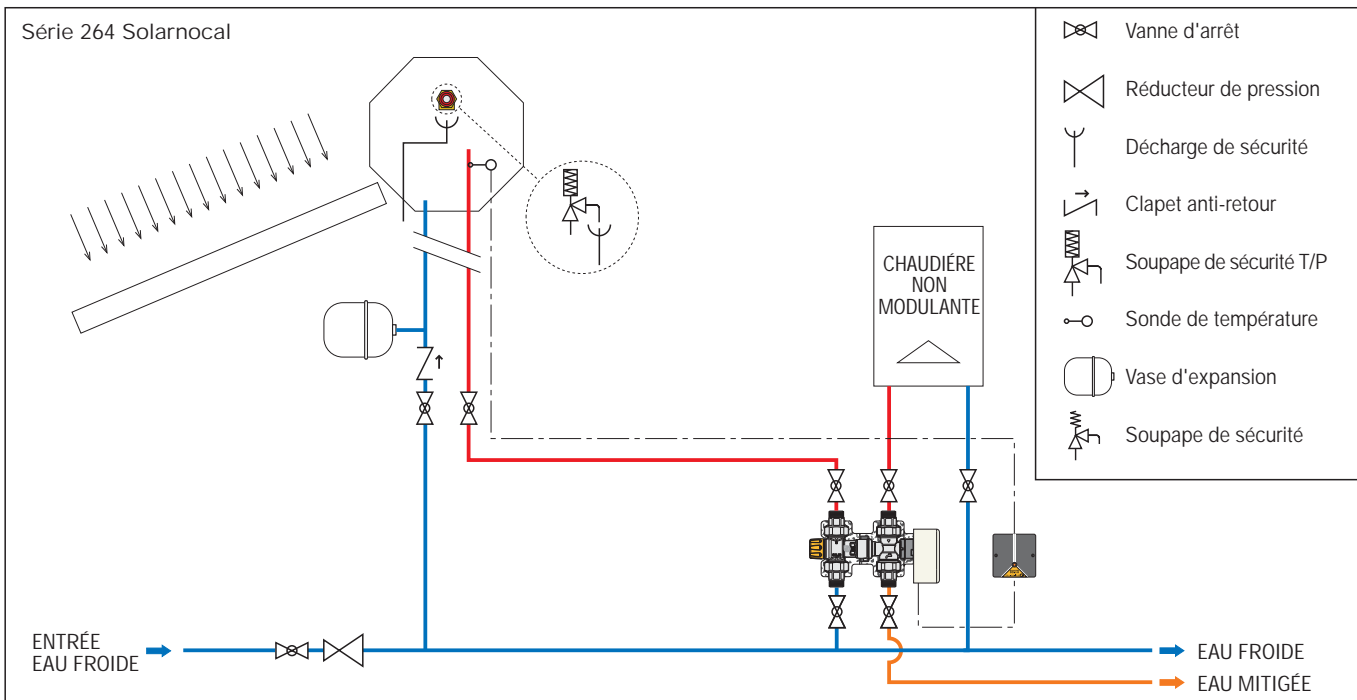 Série 264 Solarnocal
CHAUDIÉRE
NON
MODULANTE
ENTRÉE
EAU FROIDE
EAU FROIDE
EAU MITIGÉE
Vanne d'arrêt
Réducteur de pression
Décharge de sécurité
Clapet anti-retour
Soupape de sécurité T/P
Sonde de température
Vase d'expansion
Soupape de sécurité